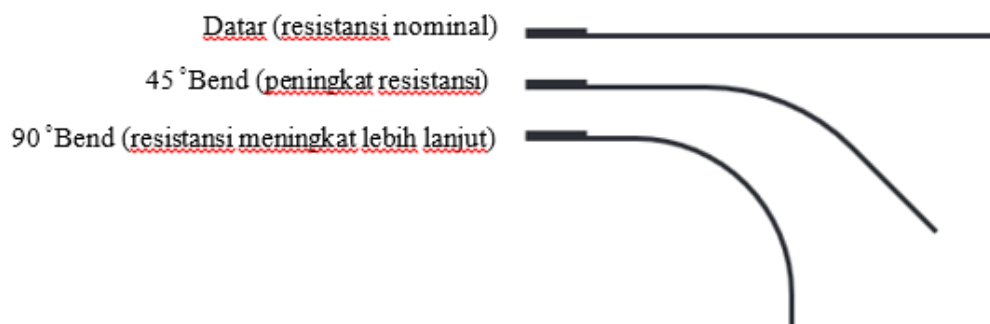 Datar (resistansi nominal)
45 ° Bend (peningkat resistansi)
90 ° Bend (resistansi meningkat lebih lanjut)